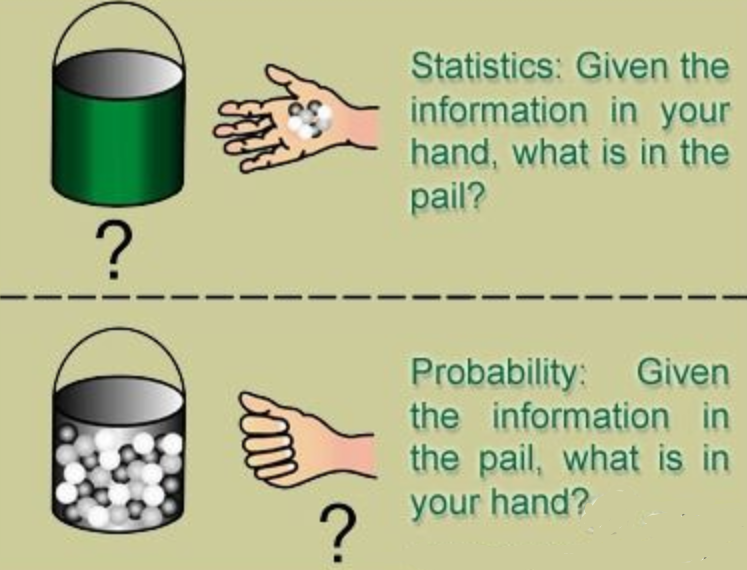 Statistics: Given the
information in your
hand, what is in the
pail?
?
Probability: Given
the information in
the pail, what is in
your hand?
?